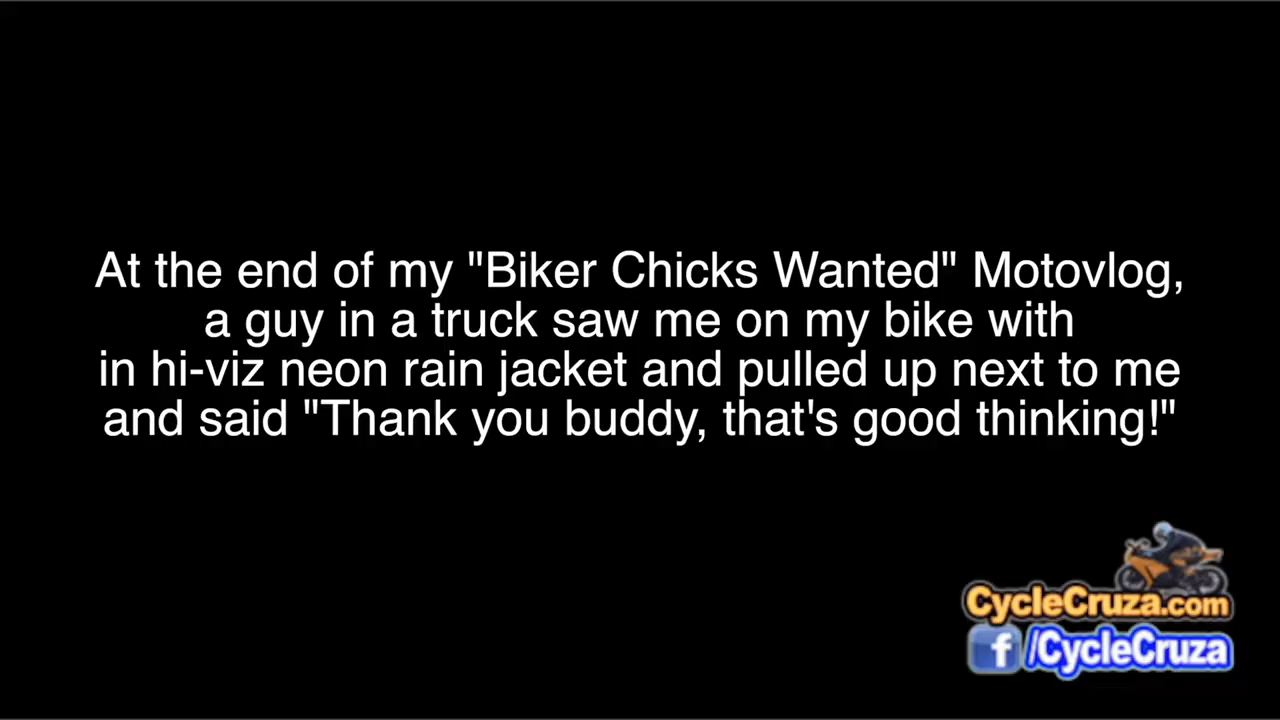 At the end of my "Biker Chicks Wanted" Motovlog,
a guy in a truck saw me on my bike with
in hi-viz neon rain jacket and pulled up next to me
and said "Thank you buddy, that's good thinking!"
CycleCruza.com
f /CycleCruza